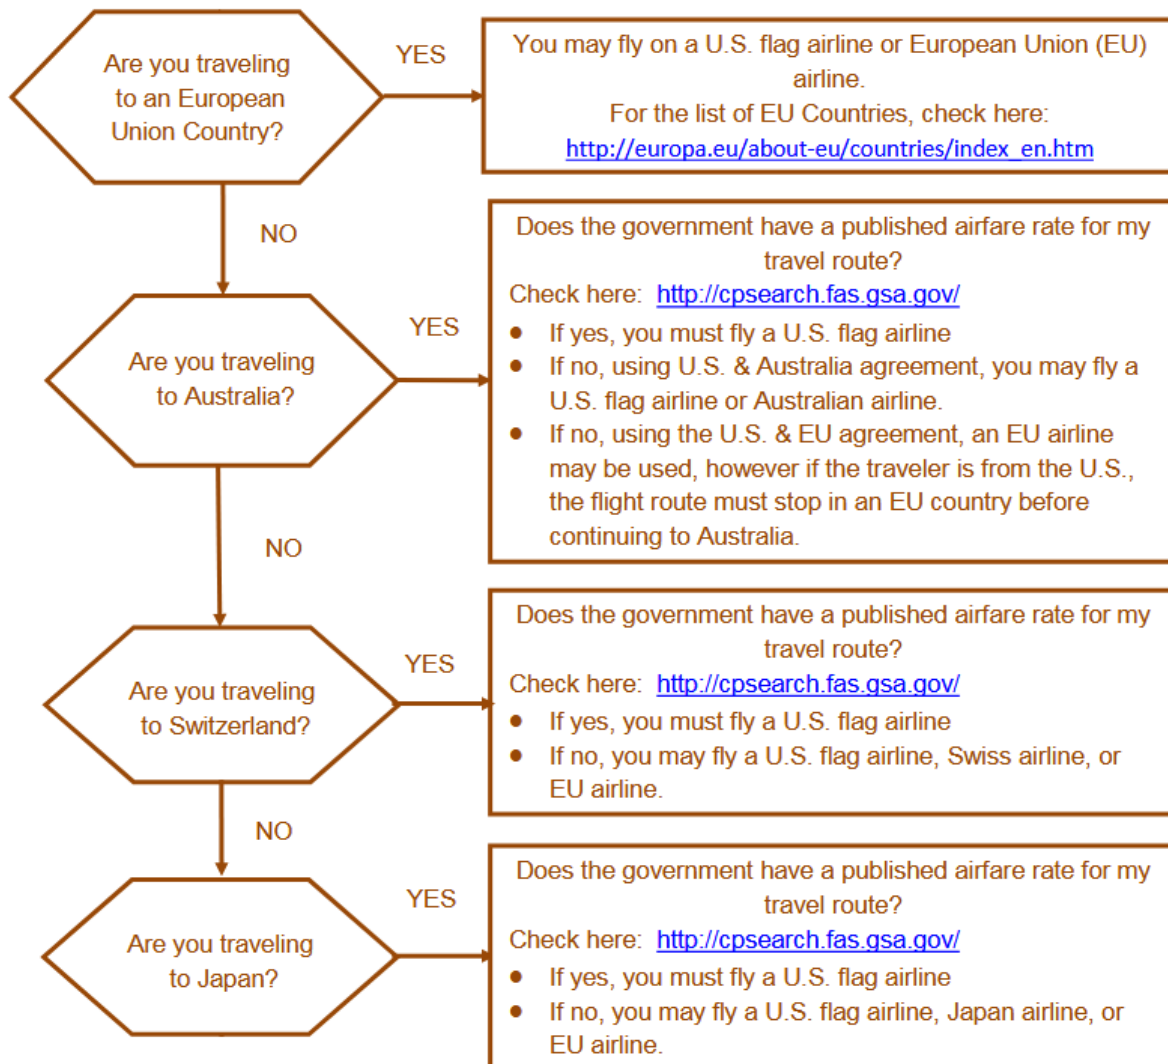 Are you traveling
to an European
Union Country?
YES
You may fly on a U.S. flag airline or European Union (EU)
airline.
For the list of EU Countries, check here:
http://europa.eu/about-eu/countries/index_en.htm
NO
Are you traveling
to Australia?
YES
Does the government have a published airfare rate for my
travel route?
Check here: http://cpsearch.fas.gsa.gov/
● If yes, you must fly a U.S. flag airline
● If no, using U.S. & Australia agreement, you may fly a
U.S. flag airline or Australian airline.
● If no, using the U.S. & EU agreement, an EU airline
may be used, however if the traveler is from the U.S.,
the flight route must stop in an EU country before
continuing to Australia.
NO
Are you traveling
to Switzerland?
YES
Does the government have a published airfare rate for my
travel route?
Check here: http://cpsearch.fas.gsa.gov/
● If yes, you must fly a U.S. flag airline
● If no, you may fly a U.S. flag airline, Swiss airline, or
EU airline.
NO
Are you traveling
to Japan?
YES
Does the government have a published airfare rate for my
travel route?
Check here: http://cpsearch.fas.gsa.gov/
● If yes, you must fly a U.S. flag airline
● If no, you may fly a U.S. flag airline, Japan airline, or
EU airline.